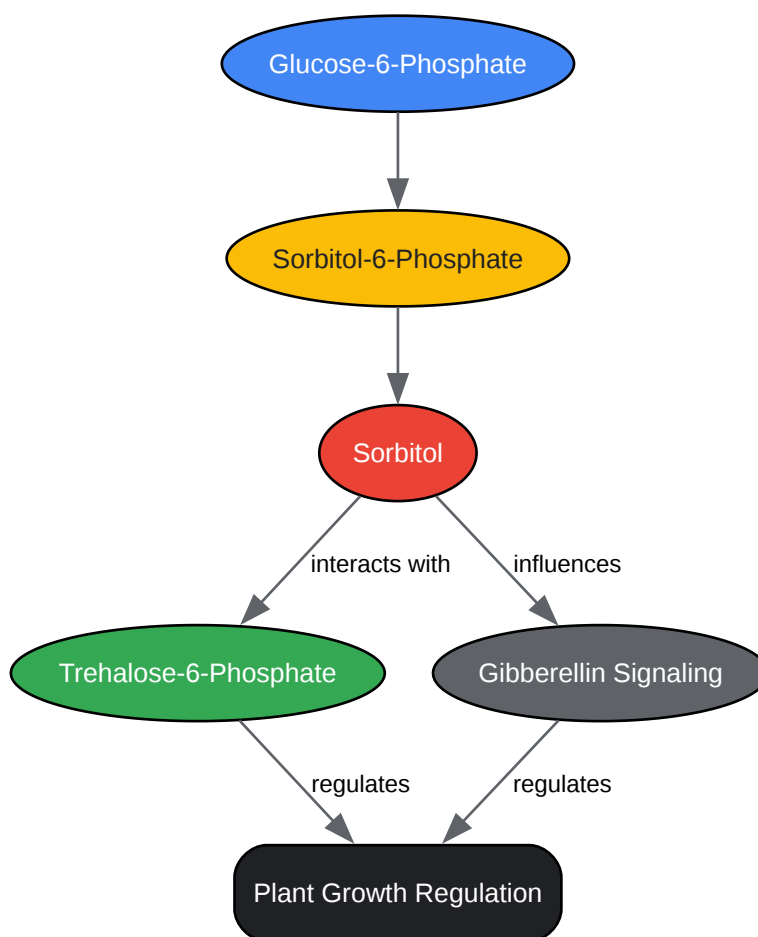 Glucose-6-Phosphate
Sorbitol-6-Phosphate
Sorbitol
interacts with
influences
Trehalose-6-Phosphate
Gibberellin Signaling
regulates
regulates
Plant Growth Regulation